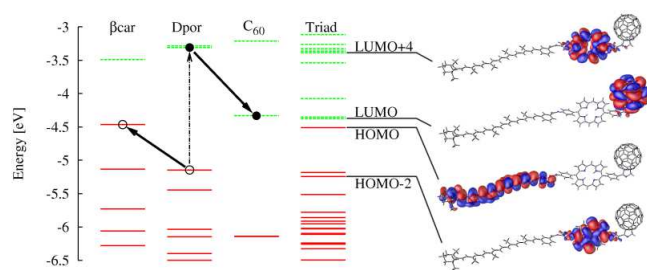 βcar Dpor C60 Triad
Energy [eV]
-3
-3.5
-4
-4.5
-5
-5.5
-6
-6.5
LUMO+4
LUMO
HOMO
HOMO-2